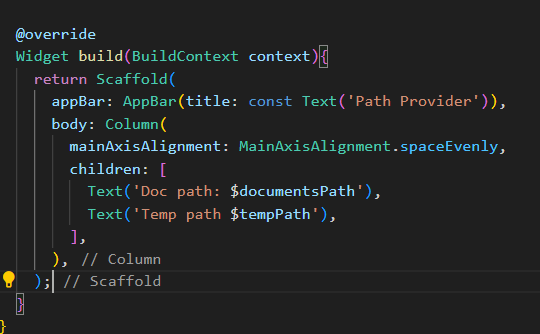 @override
Widget build(BuildContext context){
return Scaffold(
appBar: AppBar(title: const Text('Path Provider')),
body: Column(
mainAxisAlignment: MainAxisAlignment.spaceEvenly,
children: [
Text('Doc path: $documentsPath'),
Text('Temp path $tempPath'),
],
), // Column
); // Scaffold
}
}